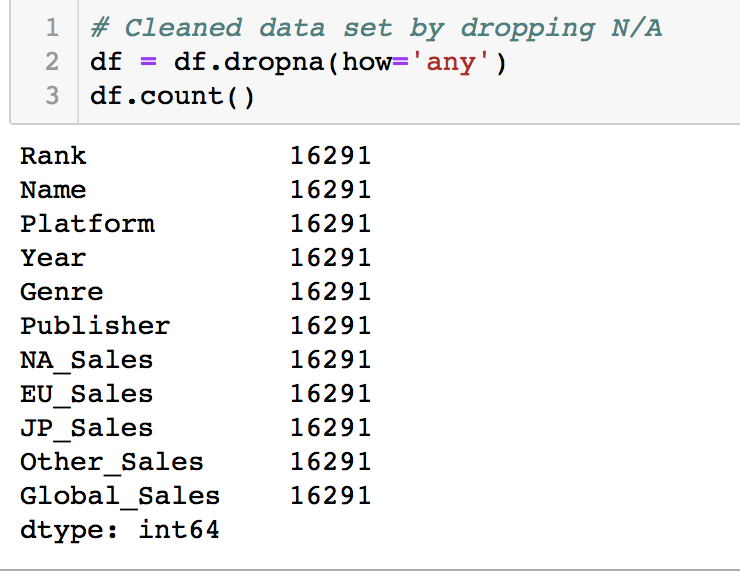 1 # Cleaned data set by dropping N/A
2 df = df.dropna(how='any')
3 df.count()
Rank 16291
Name 16291
Platform 16291
Year 16291
Genre 16291
Publisher 16291
NA_Sales 16291
EU_Sales 16291
JP_Sales 16291
Other_Sales 16291
Global_Sales 16291
dtype: int64